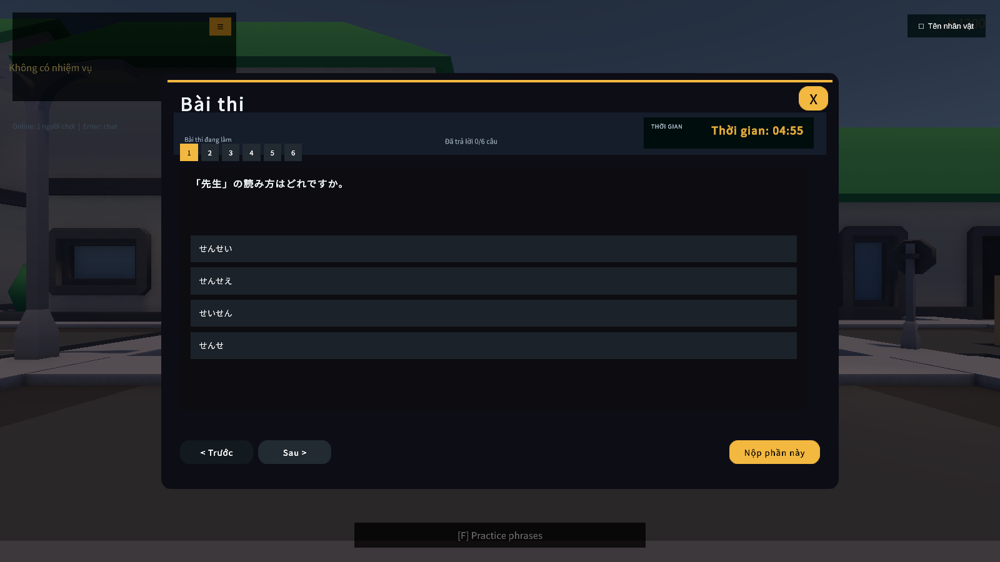 ≡
□ Tên nhân vật
Không có nhiệm vụ
Bài thi
X
Online: 1 người chơi | Enter: chat
THỜI GIAN
Thời gian: 04:55
Bài thi đang làm
Đã trả lời 0/6 câu
1 2 3 4 5 6
「先生」の読み方はどれですか。
せんせい
せんせえ
せいせん
せんせ
< Trước
Sau >
Nộp phần này
[F] Practice phrases